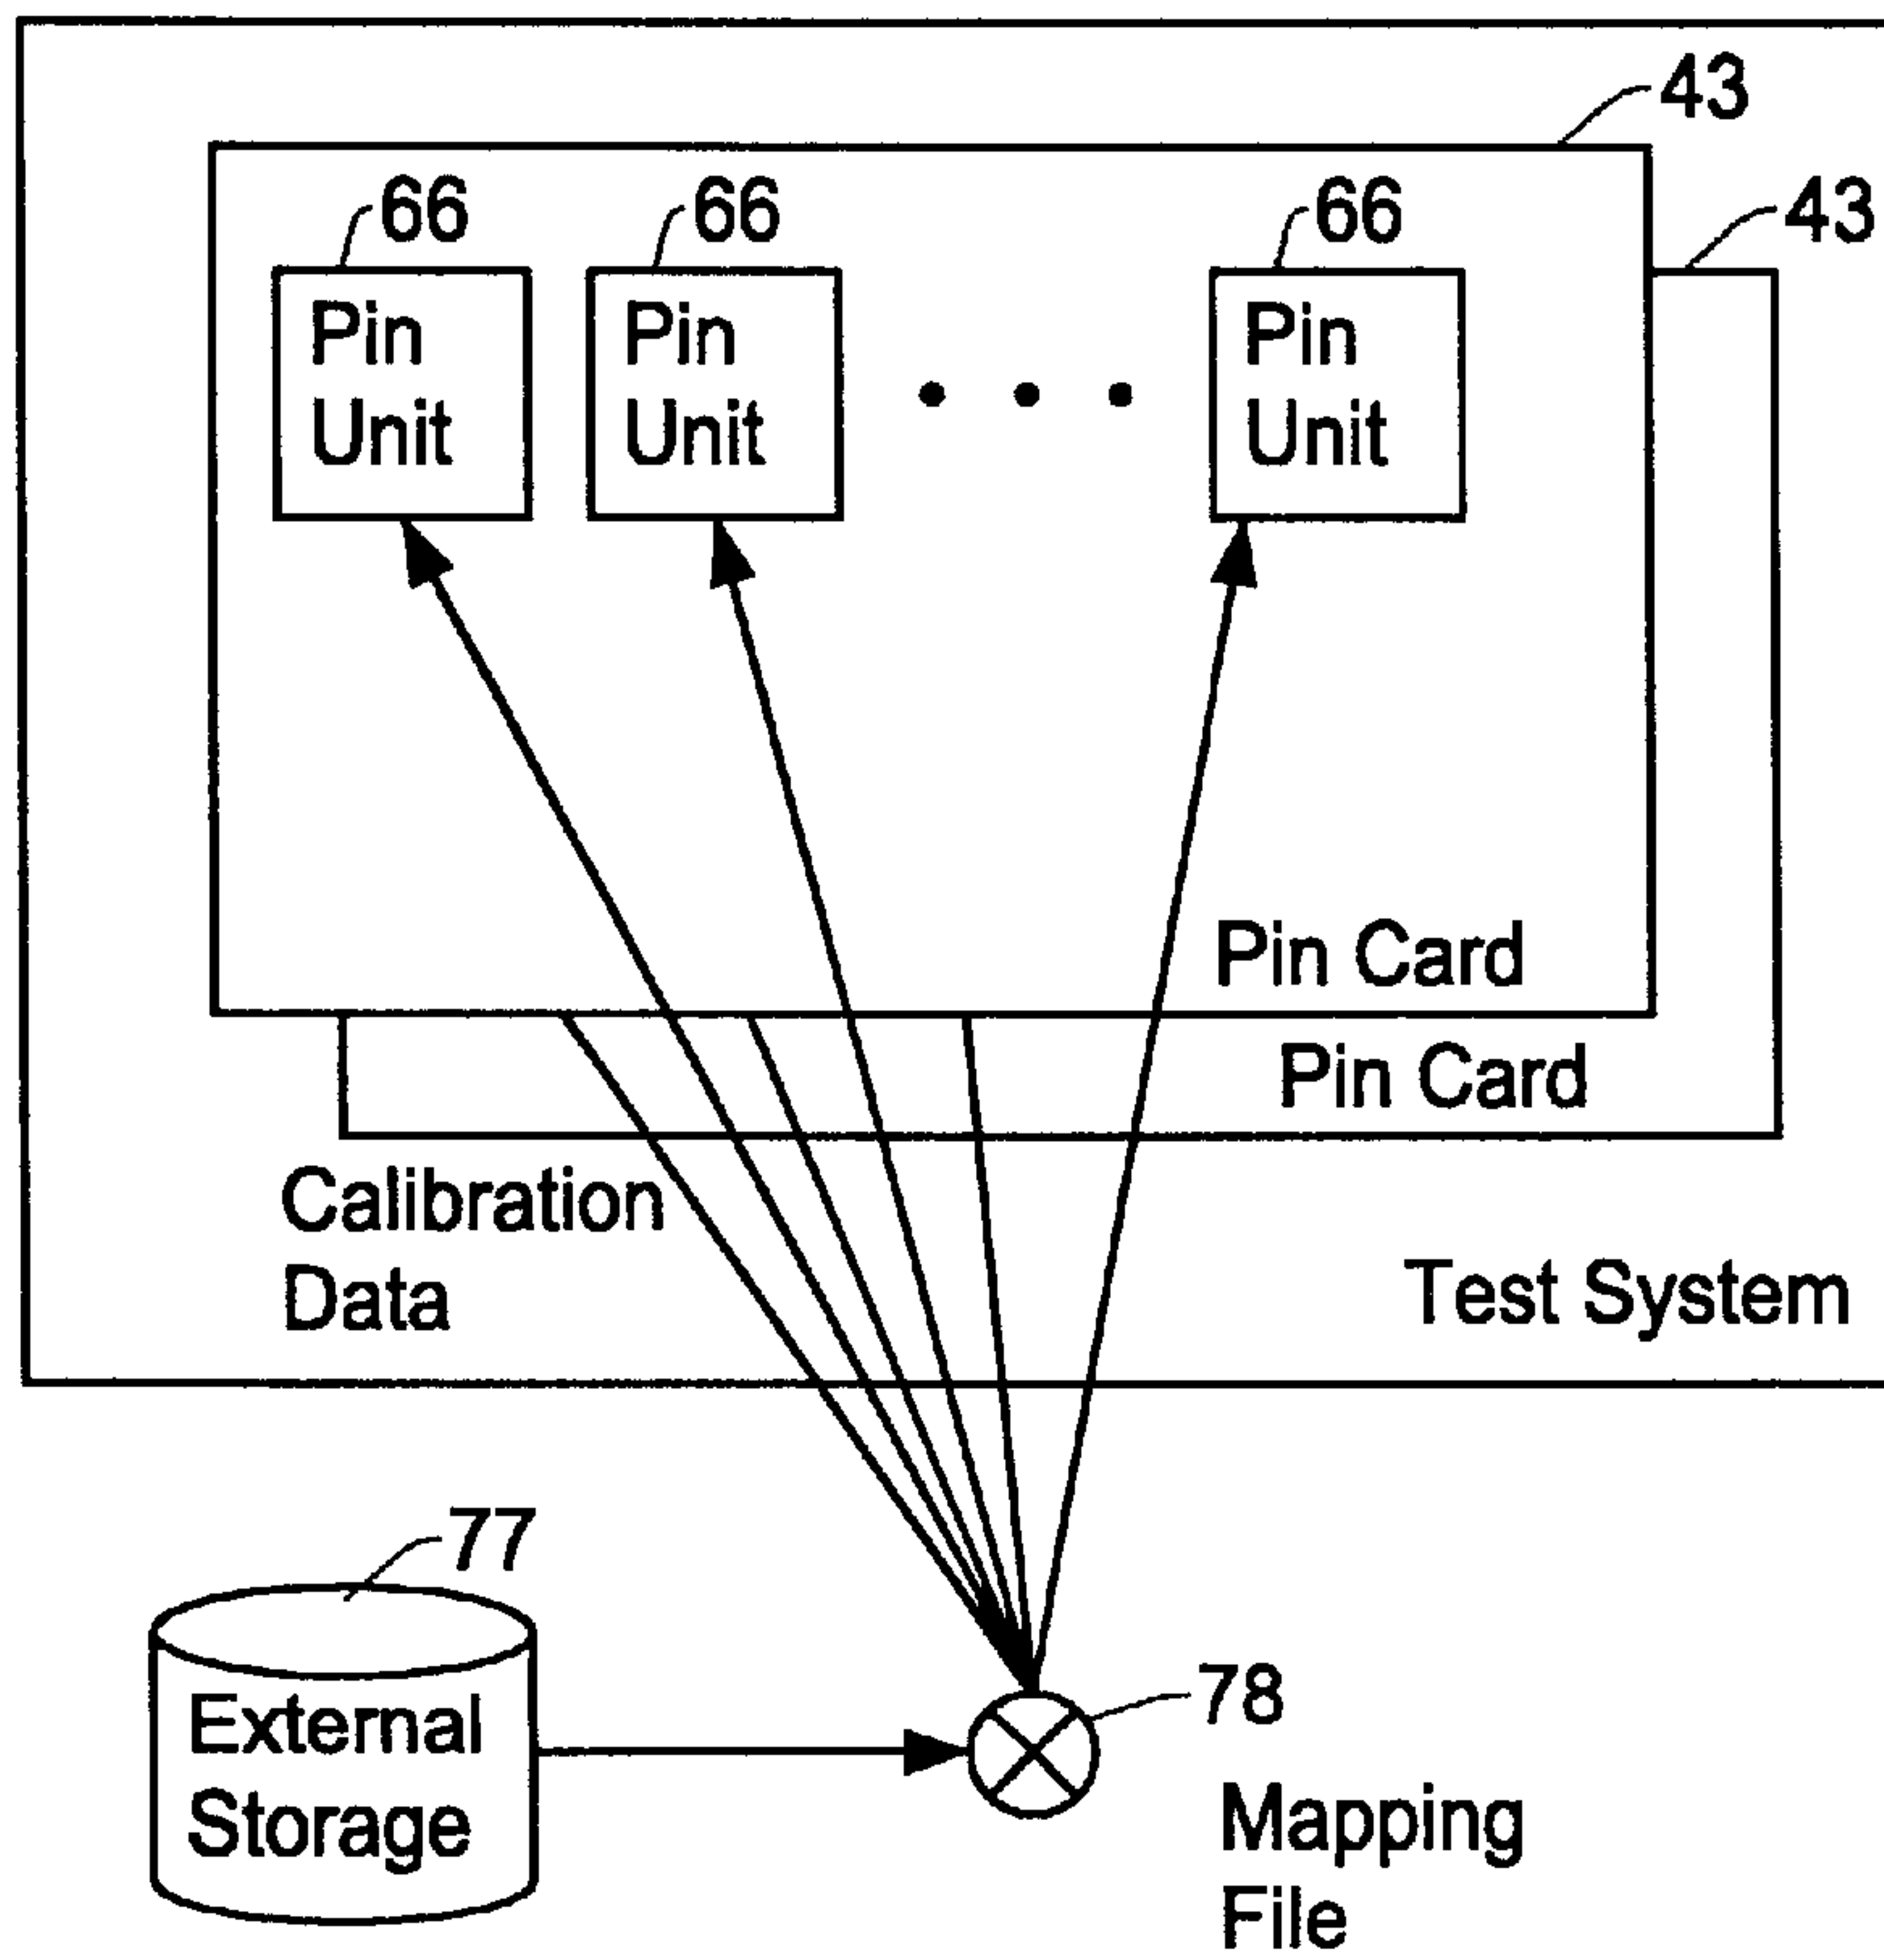 43
66
66
66
43
Pin
Unit
Pin
Unit
Pin
Unit
Pin Card
Pin Card
Calibration
Data
Test System
77
External
Storage
78
Mapping
File